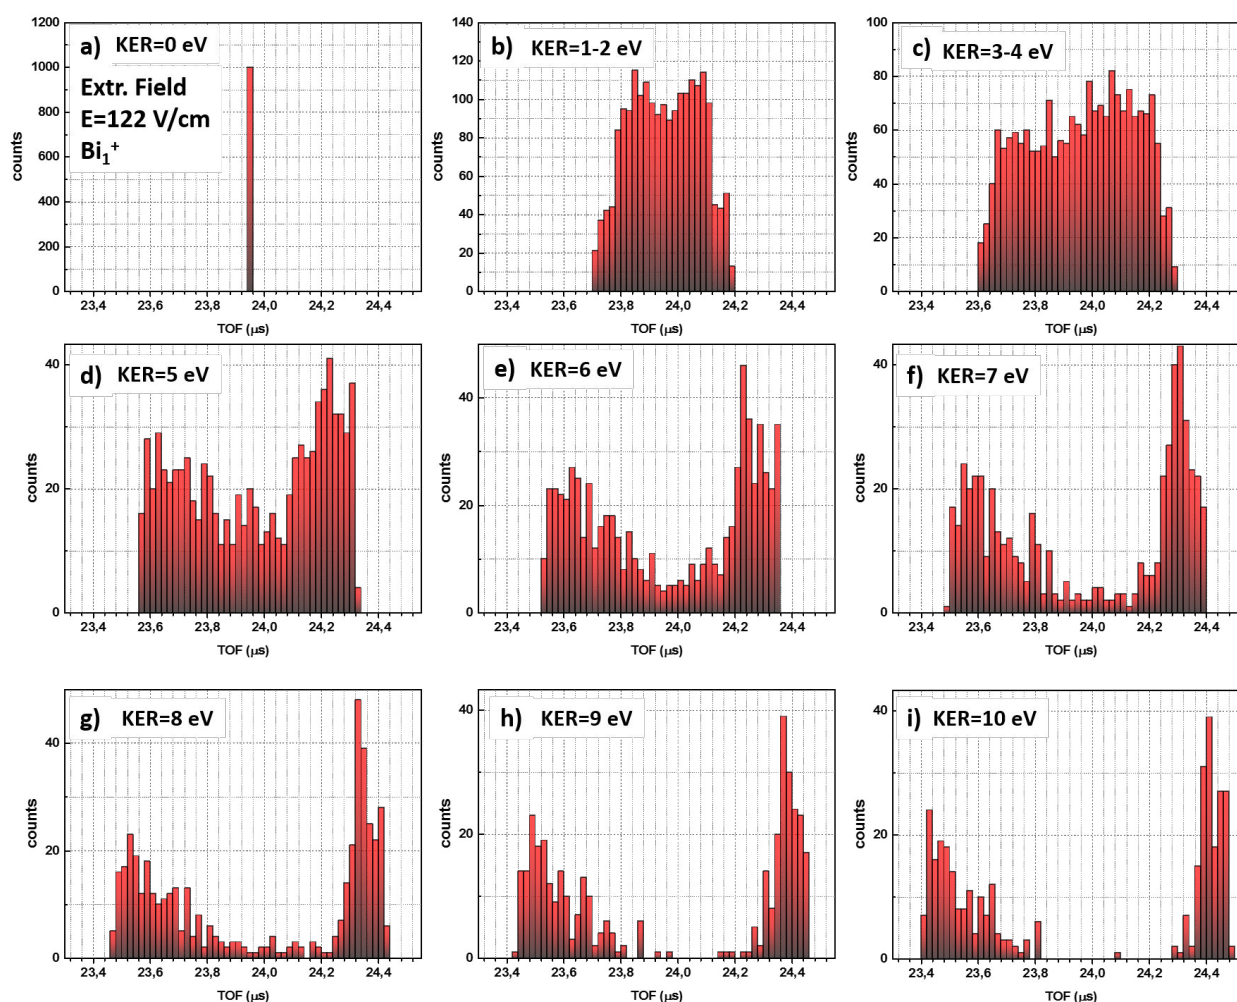 a) KER=0 eV
Extr. Field
E=122 V/cm
Bi₁⁺
counts
1200
1000
800
600
400
200
0
23,4 23,6 23,8 24,0 24,2 24,4
TOF (μs)
b) KER=1-2 eV
counts
140
120
100
80
60
40
20
0
23,4 23,6 23,8 24,0 24,2 24,4
TOF (μs)
c) KER=3-4 eV
counts
100
80
60
40
20
0
23,4 23,6 23,8 24,0 24,2 24,4
TOF (μs)
d) KER=5 eV
counts
40
20
0
23,4 23,6 23,8 24,0 24,2 24,4
TOF (μs)
e) KER=6 eV
counts
40
20
0
23,4 23,6 23,8 24,0 24,2 24,4
TOF (μs)
f) KER=7 eV
counts
40
20
0
23,4 23,6 23,8 24,0 24,2 24,4
TOF (μs)
g) KER=8 eV
counts
40
20
0
23,4 23,6 23,8 24,0 24,2 24,4
TOF (μs)
h) KER=9 eV
counts
40
20
0
23,4 23,6 23,8 24,0 24,2 24,4
TOF (μs)
i) KER=10 eV
counts
40
20
0
23,4 23,6 23,8 24,0 24,2 24,4
TOF (μs)